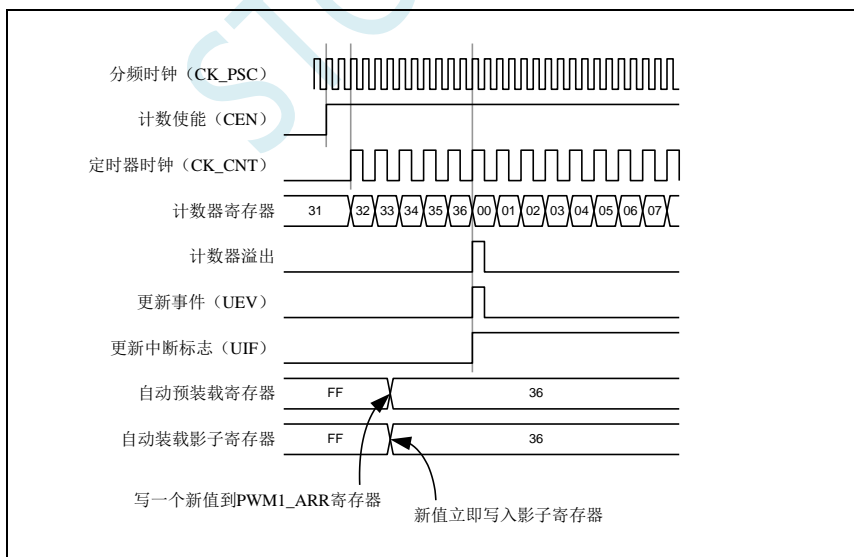 STC
分频时钟（CK_PSC）
计数使能（CEN）
定时器时钟（CK_CNT）
计数器寄存器 31 32 33 34 35 36 00 01 02 03 04 05 06 07
计数器溢出
更新事件（UEV）
更新中断标志（UIF）
自动预装载寄存器 FF 36
自动装载影子寄存器 FF 36
写一个新值到PWM1_ARR寄存器
新值立即写入影子寄存器